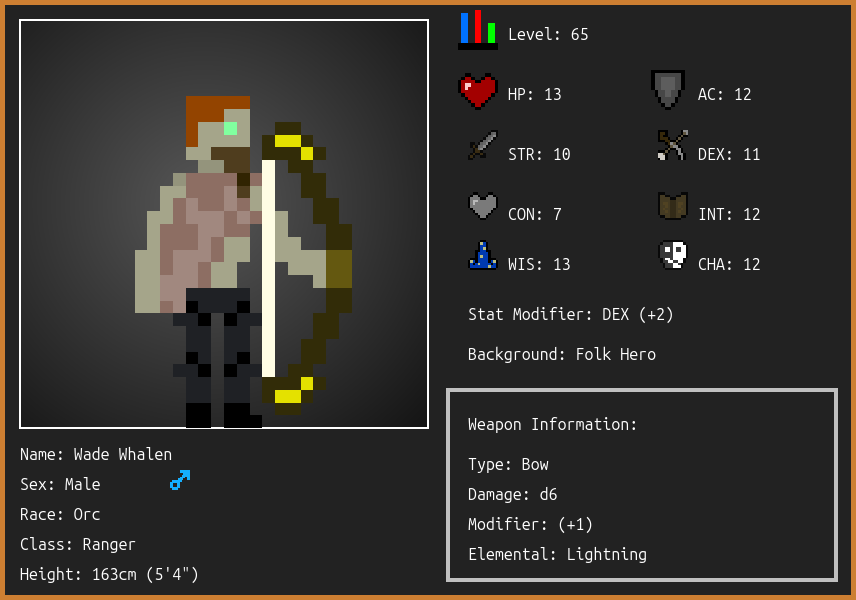 Level: 65
HP: 13
AC: 12
STR: 10
DEX: 11
CON: 7
INT: 12
WIS: 13
CHA: 12
Stat Modifier: DEX (+2)
Background: Folk Hero
Name: Wade Whalen
Sex: Male
Race: Orc
Class: Ranger
Height: 163cm (5'4")
Weapon Information:
Type: Bow
Damage: d6
Modifier: (+1)
Elemental: Lightning